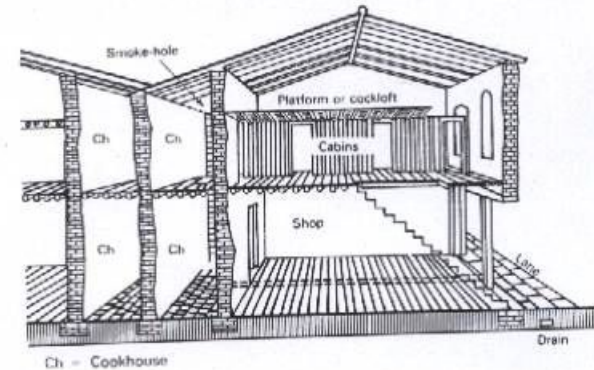 Smoke-hole
Platform or cockloft
Ch
Ch
Cabins
Ch
Ch
Shop
Lane
Drain
Ch - Cookhouse